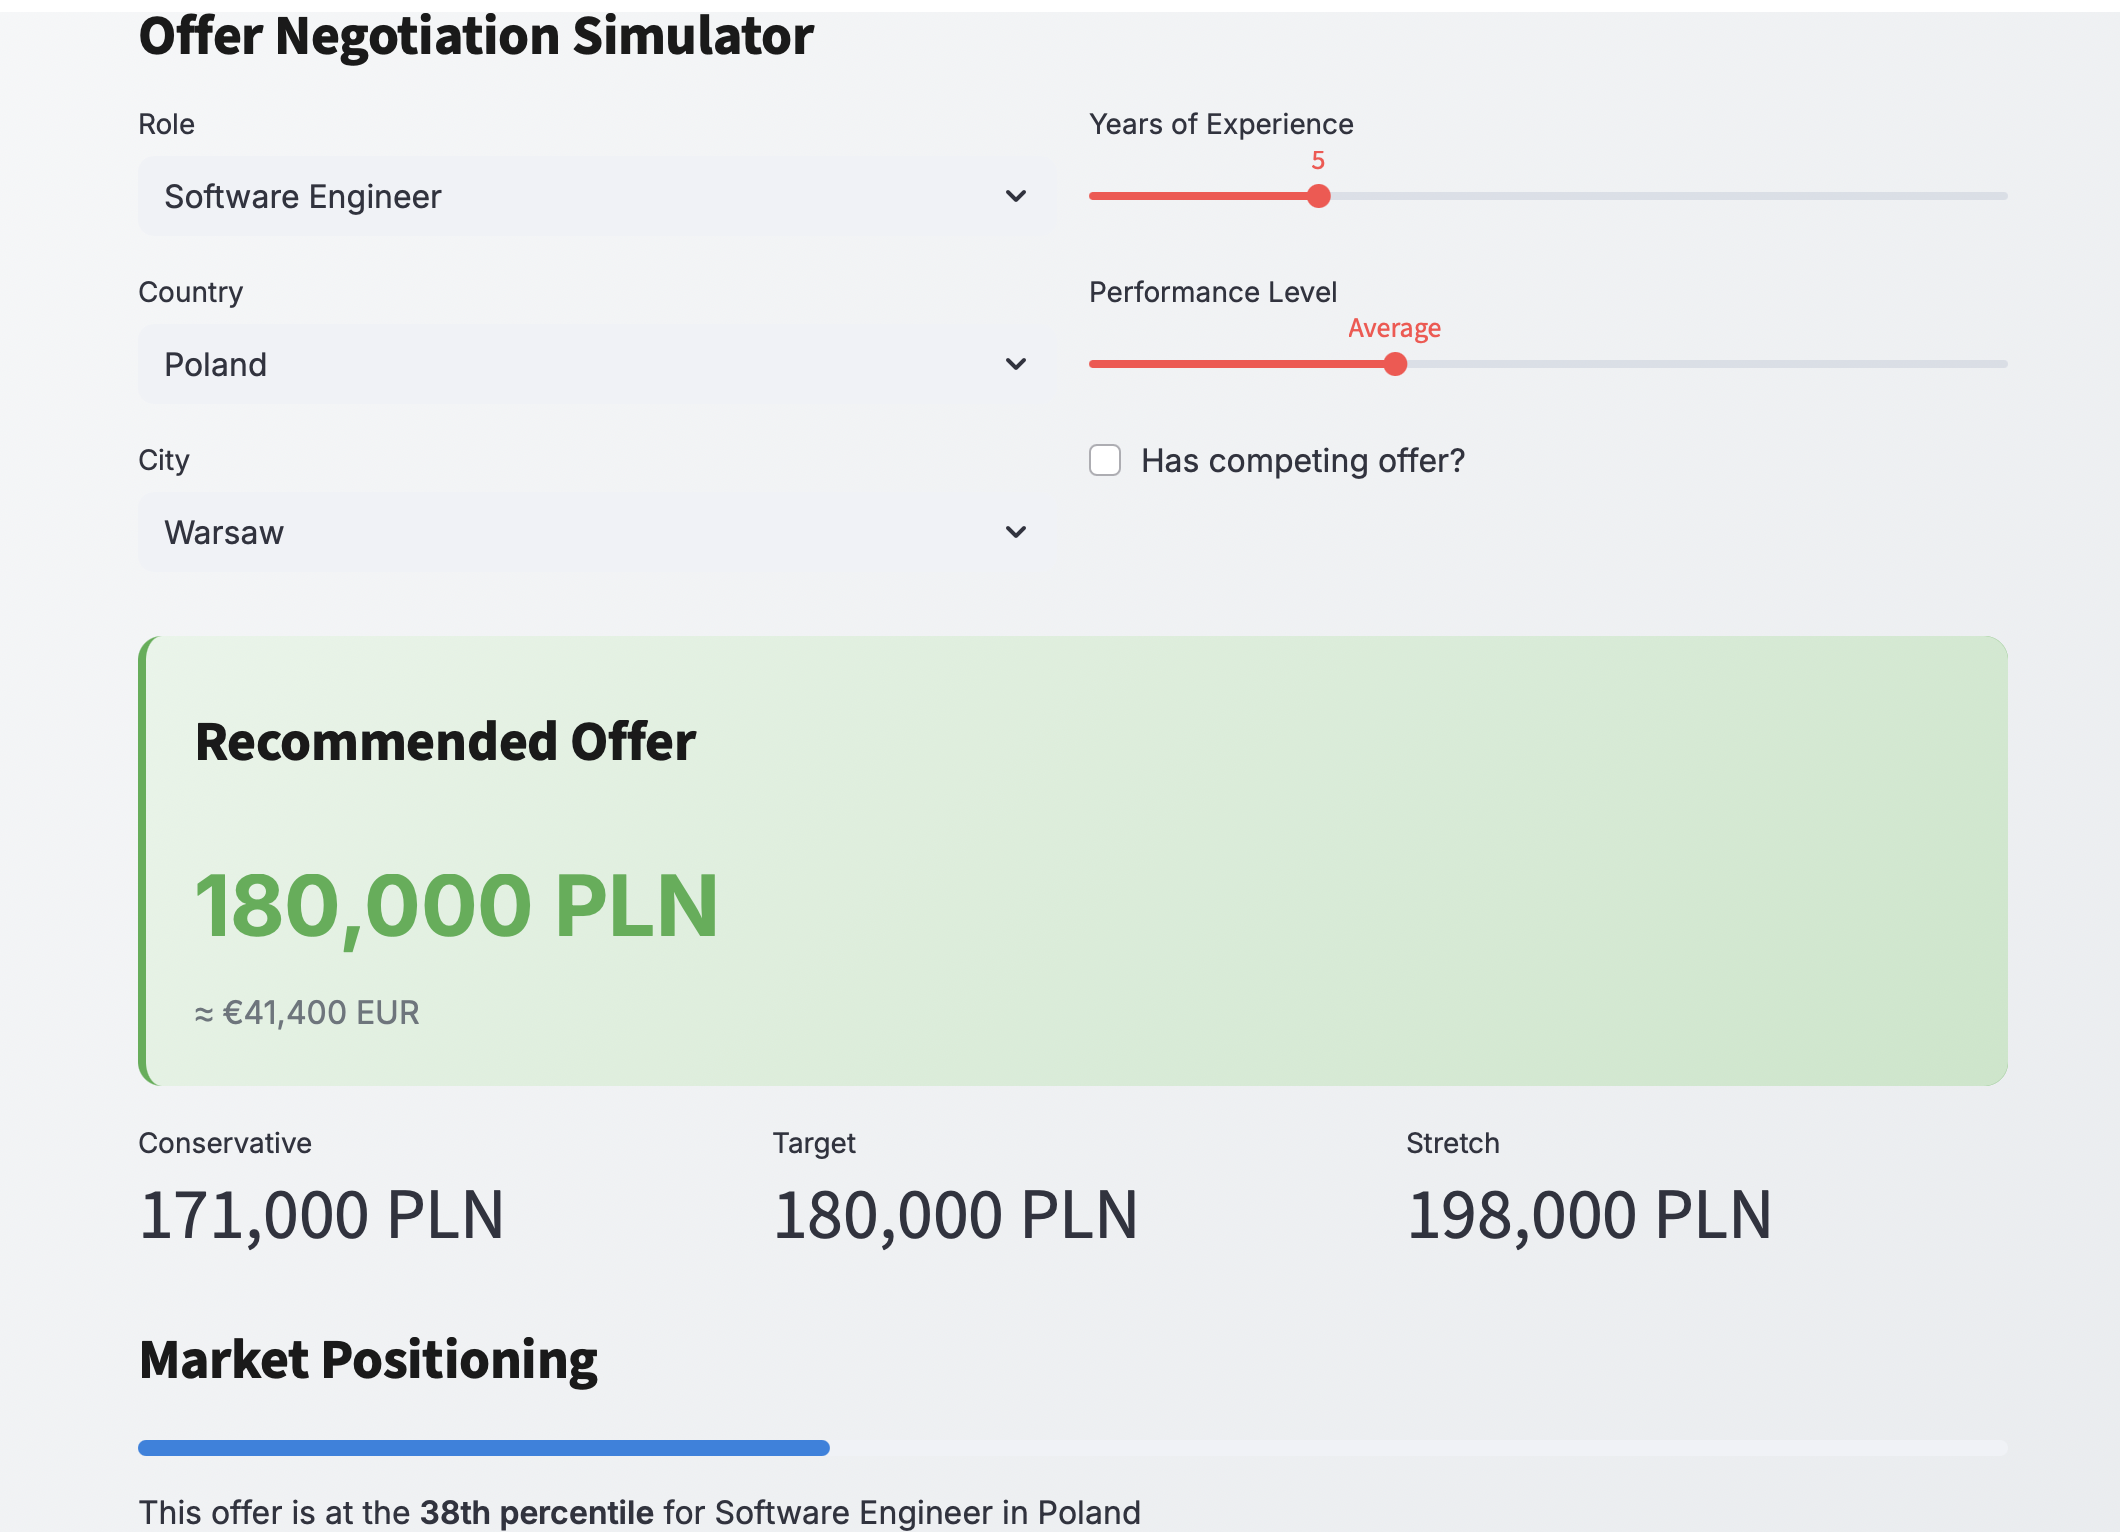 Offer Negotiation Simulator
Role
Software Engineer
Country
Poland
City
Warsaw
Years of Experience
5
Performance Level
Average
Has competing offer?
Recommended Offer
180,000 PLN
≈ €41,400 EUR
Conservative
171,000 PLN
Target
180,000 PLN
Stretch
198,000 PLN
Market Positioning
This offer is at the 38th percentile for Software Engineer in Poland